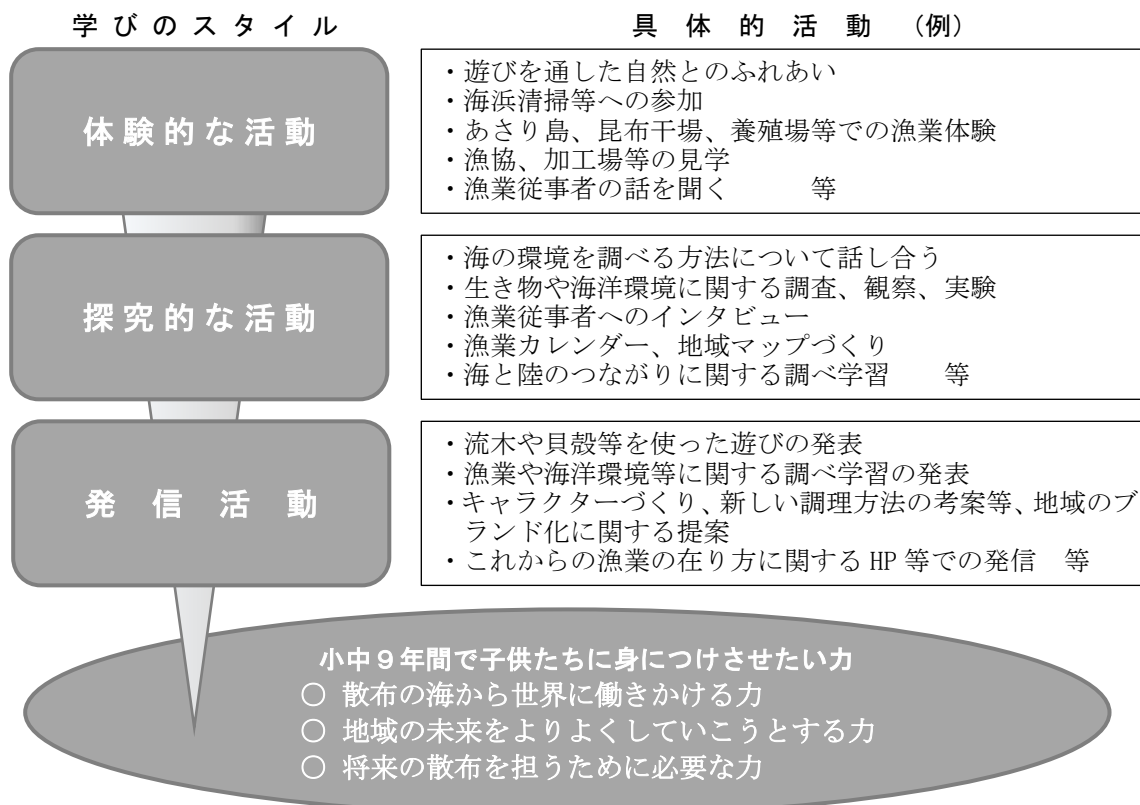 学びのスタイル
具体的活動（例）
体験的な活動
・遊びを通した自然とのふれあい
・海浜清掃等への参加
・あさり島、昆布干場、養殖場等での漁業体験
・漁協、加工場等の見学
・漁業従事者の話を聞く　　　等
探究的な活動
・海の環境を調べる方法について話し合う
・生き物や海洋環境に関する調査、観察、実験
・漁業従事者へのインタビュー
・漁業カレンダー、地域マップづくり
・海と陸のつながりに関する調べ学習　　等
発信活動
・流木や貝殻等を使った遊びの発表
・漁業や海洋環境等に関する調べ学習の発表
・キャラクターづくり、新しい調理方法の考案等、地域のブ
ランド化に関する提案
・これからの漁業の在り方に関する HP 等での発信　等
小中９年間で子供たちに身につけさせたい力
○ 散布の海から世界に働きかける力
○ 地域の未来をよりよくしていこうとする力
○ 将来の散布を担うために必要な力